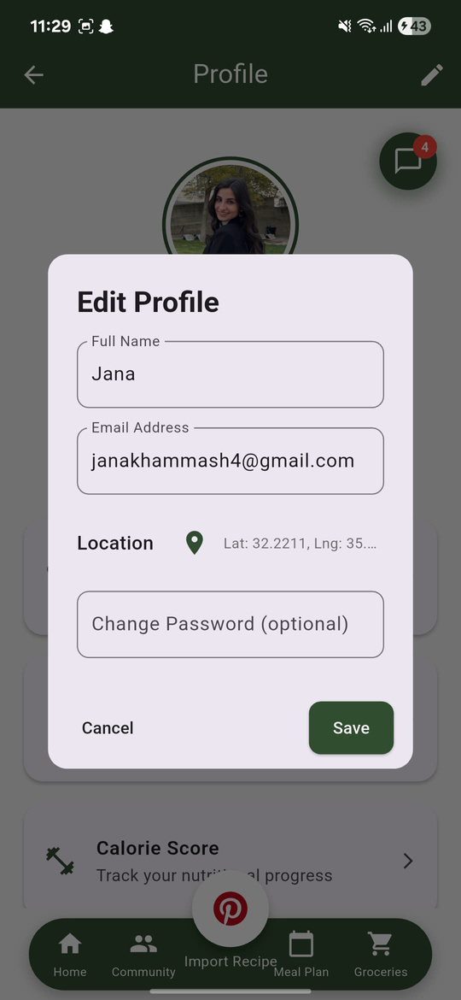 11:29
43
Profile
4
Edit Profile
Full Name
Jana
Email Address
janakhammash4@gmail.com
Location
Lat: 32.2211, Lng: 35....
Change Password (optional)
Cancel
Save
Calorie Score
Track your nutritional progress
Import Recipe
Home
Community
Meal Plan
Groceries